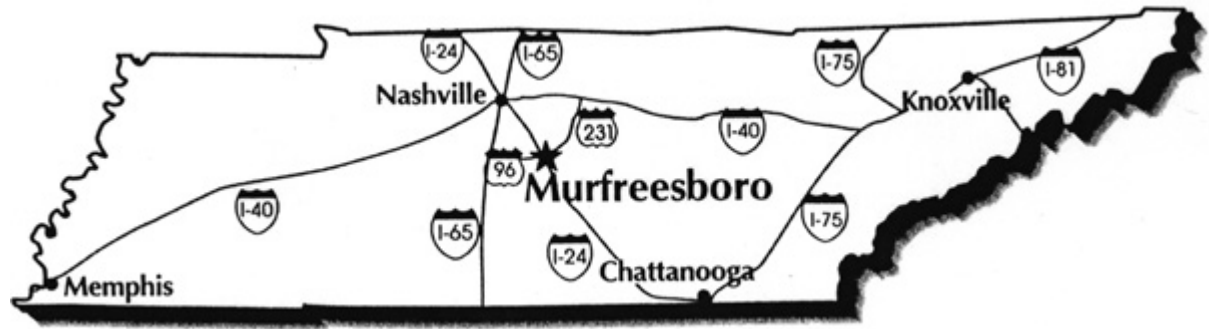 I-24
I-65
I-75
I-81
Nashville
Knoxville
231
I-40
96
Murfreesboro
I-40
I-65
I-24
I-75
Chattanooga
Memphis